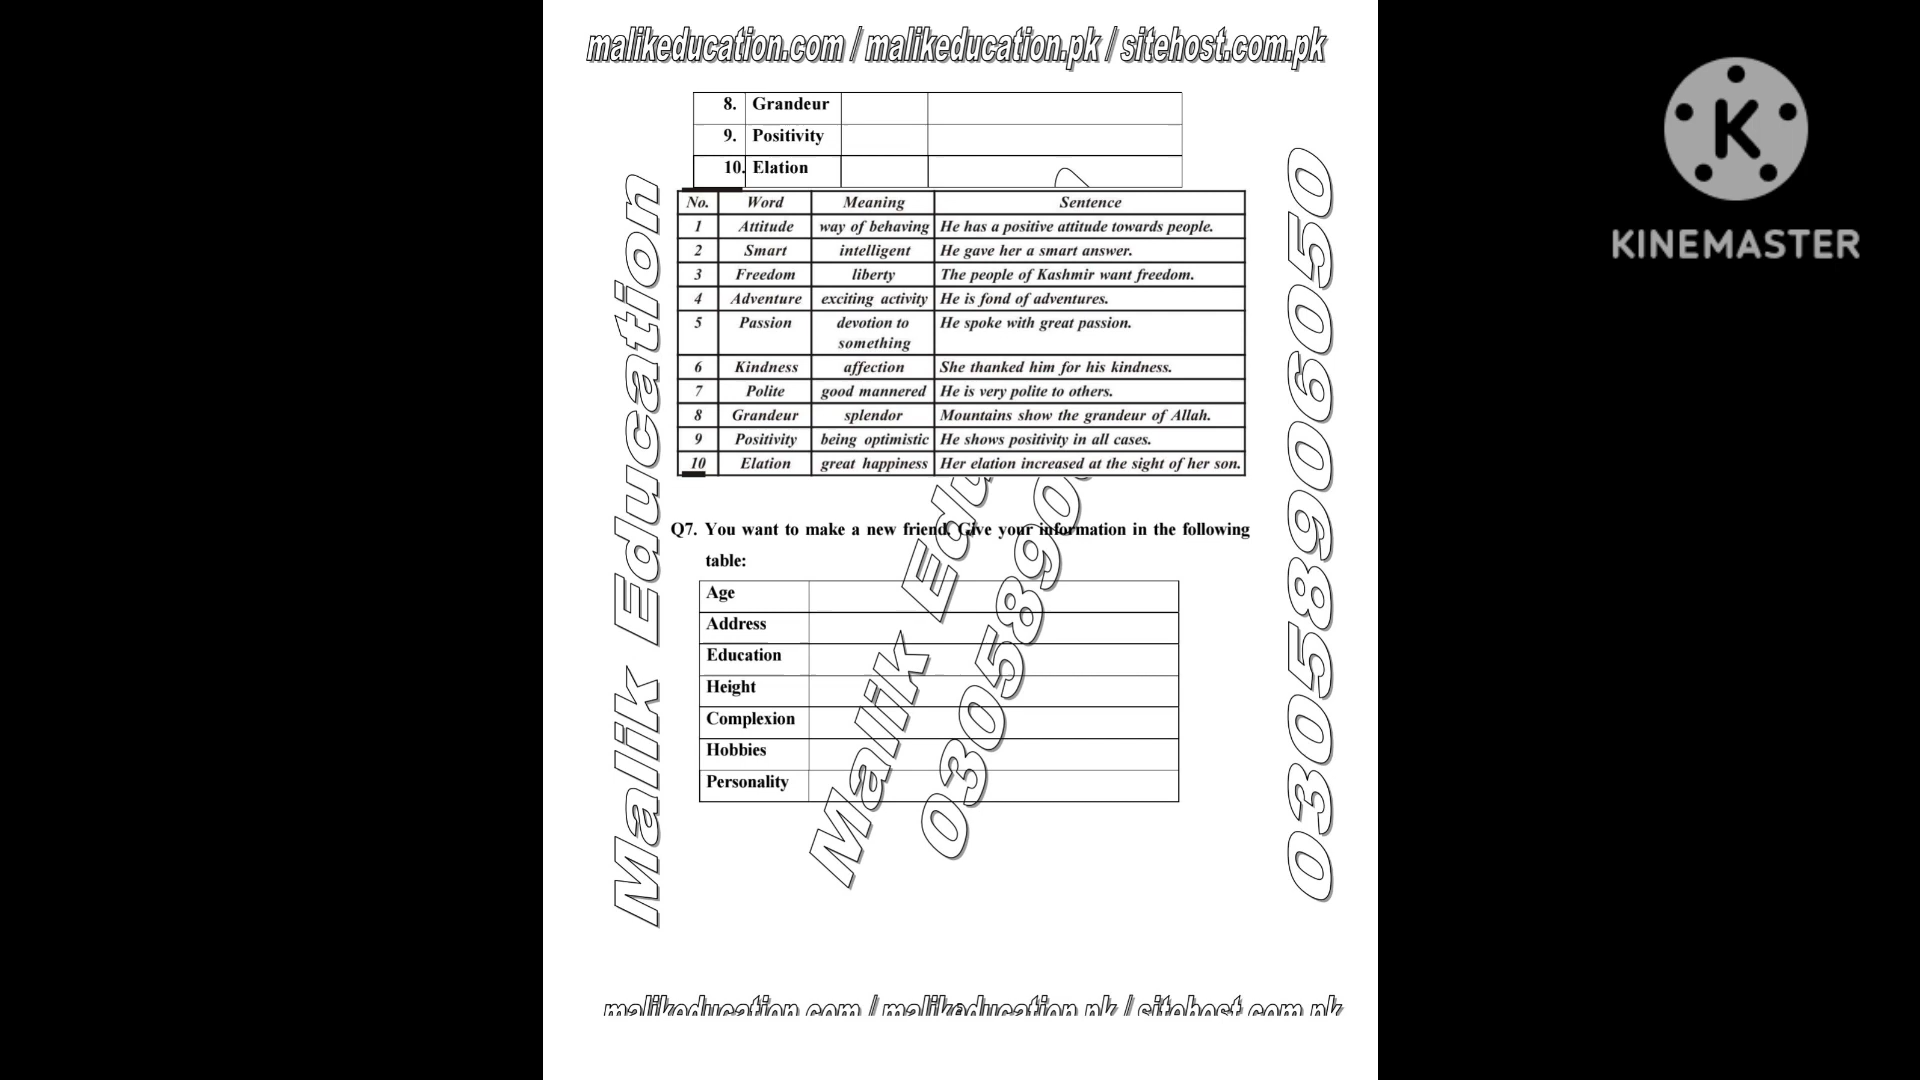 malikeducation.com / malikeducation.pk / sitehost.com.pk
8. Grandeur
9. Positivity
10. Elation
No. Word Meaning Sentence
1 Attitude way of behaving He has a positive attitude towards people.
2 Smart intelligent He gave her a smart answer.
3 Freedom liberty The people of Kashmir want freedom.
4 Adventure exciting activity He is fond of adventures.
5 Passion devotion to He spoke with great passion.
something
6 Kindness affection She thanked him for his kindness.
7 Polite good mannered He is very polite to others.
8 Grandeur splendor Mountains show the grandeur of Allah.
9 Positivity being optimistic He shows positivity in all cases.
10 Elation great happiness Her elation increased at the sight of her son.
Q7. You want to make a new friend. Give your information in the following
table:
Age
Address
Education
Height
Complexion
Hobbies
Personality
malikeducation.com / malikeducation.pk / sitehost.com.pk
Malik Education
03058906050
K
KINEMASTER